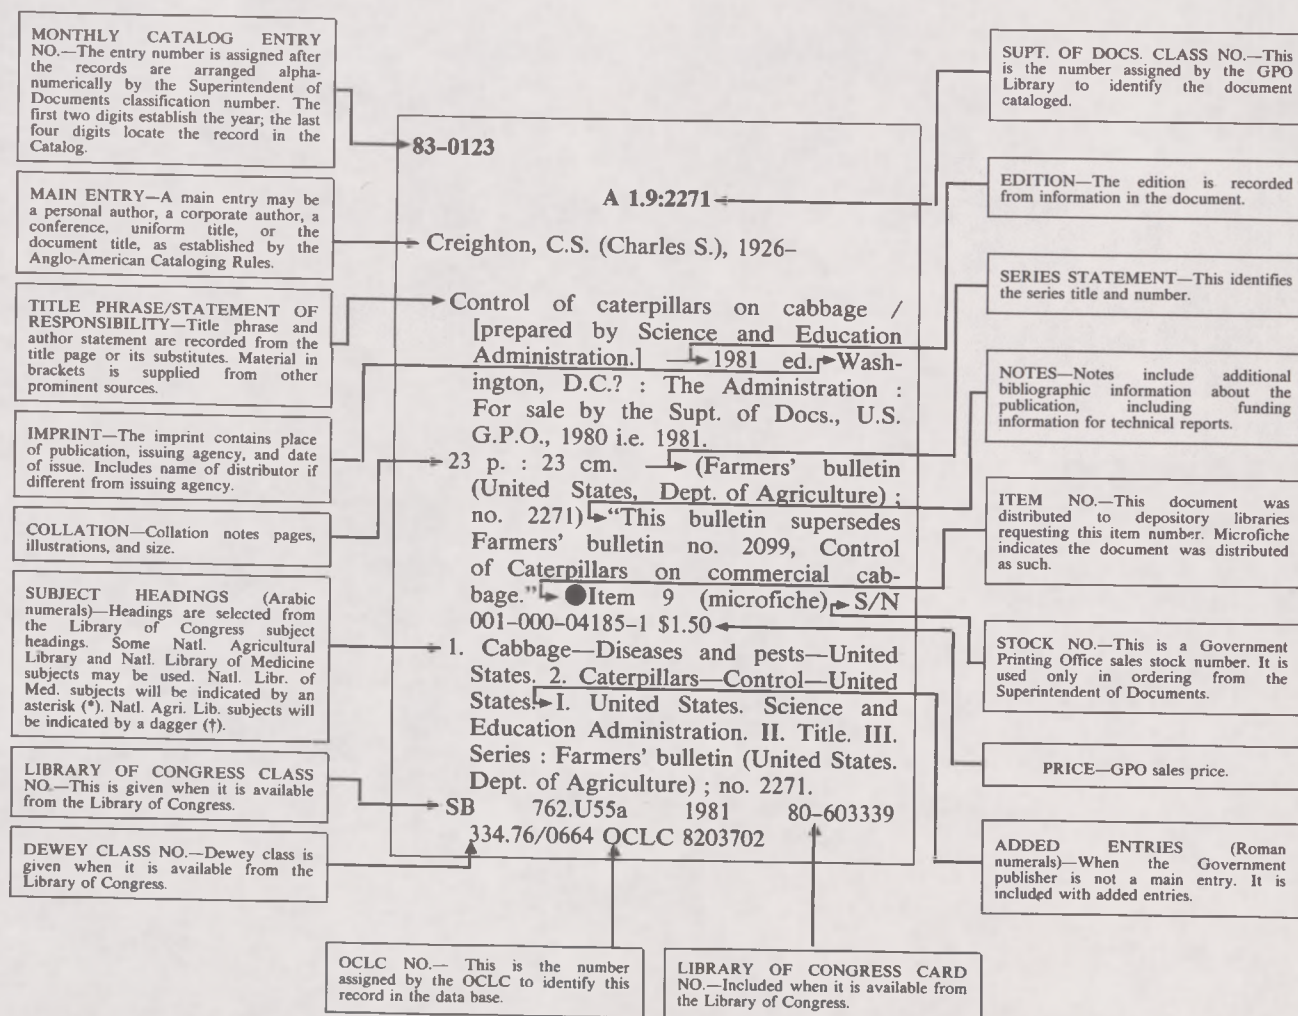 MONTHLY CATALOG ENTRY
NO.—The entry number is assigned after
the records are arranged alpha-
numerically by the Superintendent of
Documents classification number. The
first two digits establish the year; the last
four digits locate the record in the
Catalog.
MAIN ENTRY—A main entry may be
a personal author, a corporate author, a
conference, uniform title, or the
document title, as established by the
Anglo-American Cataloging Rules.
TITLE PHRASE/STATEMENT OF
RESPONSIBILITY—Title phrase and
author statement are recorded from the
title page or its substitutes. Material in
brackets is supplied from other
prominent sources.
IMPRINT—The imprint contains place
of publication, issuing agency, and date
of issue. Includes name of distributor if
different from issuing agency.
COLLATION—Collation notes pages,
illustrations, and size.
SUBJECT HEADINGS (Arabic
numerals)—Headings are selected from
the Library of Congress subject
headings. Some Natl. Agricultural
Library and Natl. Library of Medicine
subjects may be used. Natl. Libr. of
Med. subjects will be indicated by an
asterisk (*). Natl. Agri. Lib. subjects will
be indicated by a dagger (†).
LIBRARY OF CONGRESS CLASS
NO.—This is given when it is available
from the Library of Congress.
DEWEY CLASS NO.—Dewey class is
given when it is available from the
Library of Congress.
83–0123
A 1.9:2271
Creighton, C.S. (Charles S.), 1926–
Control of caterpillars on cabbage /
[prepared by Science and Education
Administration.] 1981 ed. Wash-
ington, D.C.? : The Administration :
For sale by the Supt. of Docs., U.S.
G.P.O., 1980 i.e. 1981.
23 p. : 23 cm. (Farmers' bulletin
(United States, Dept. of Agriculture) ;
no. 2271) “This bulletin supersedes
Farmers' bulletin no. 2099, Control
of Caterpillars on commercial cab-
bage.” ●Item 9 (microfiche) S/N
001–000–04185–1 $1.50
1. Cabbage—Diseases and pests—United
States. 2. Caterpillars—Control—United
States. I. United States. Science and
Education Administration. II. Title. III.
Series : Farmers' bulletin (United States.
Dept. of Agriculture) ; no. 2271.
SB 762.U55a 1981 80–603339
334.76/0664 OCLC 8203702
SUPT. OF DOCS. CLASS NO.—This
is the number assigned by the GPO
Library to identify the document
cataloged.
EDITION—The edition is recorded
from information in the document.
SERIES STATEMENT—This identifies
the series title and number.
NOTES—Notes include additional
bibliographic information about the
publication, including funding
information for technical reports.
ITEM NO.—This document was
distributed to depository libraries
requesting this item number. Microfiche
indicates the document was distributed
as such.
STOCK NO.—This is a Government
Printing Office sales stock number. It is
used only in ordering from the
Superintendent of Documents.
PRICE—GPO sales price.
ADDED ENTRIES (Roman
numerals)—When the Government
publisher is not a main entry. It is
included with added entries.
OCLC NO.— This is the number
assigned by the OCLC to identify this
record in the data base.
LIBRARY OF CONGRESS CARD
NO.—Included when it is available from
the Library of Congress.